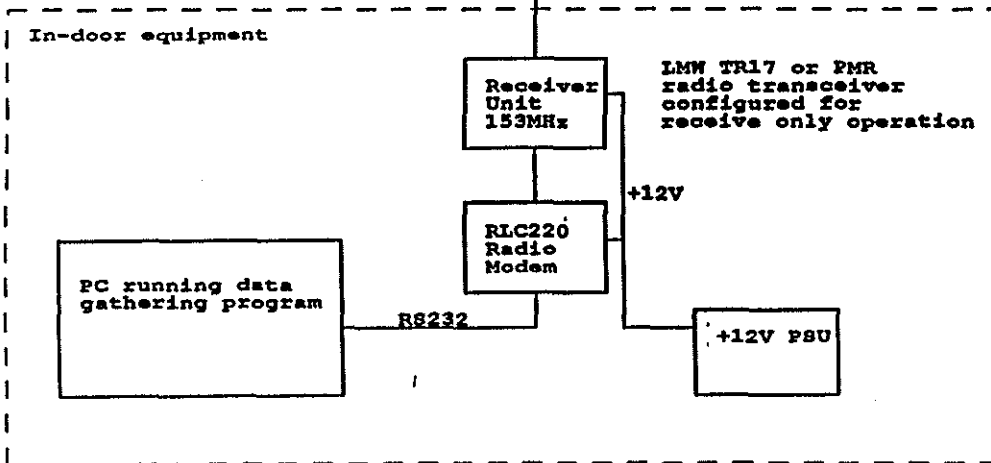 In-door equipment
Receiver
Unit
153MHz
LMW TR17 or PMR
radio transceiver
configured for
receive only operation
+12V
RLC220
Radio
Modem
PC running data
gathering program
RS232
+12V PSU